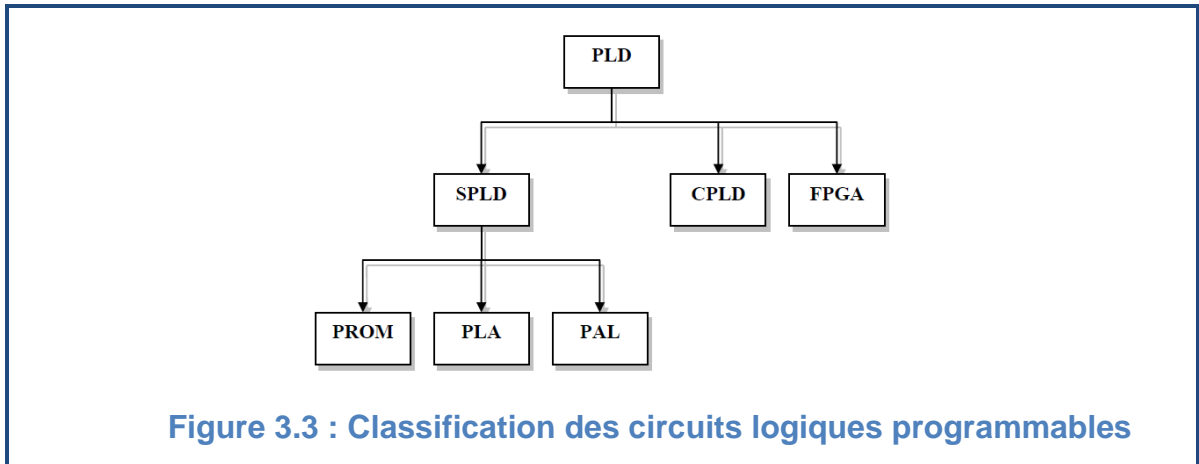 PLD
SPLD CPLD FPGA
PROM PLA PAL
Figure 3.3 : Classification des circuits logiques programmables